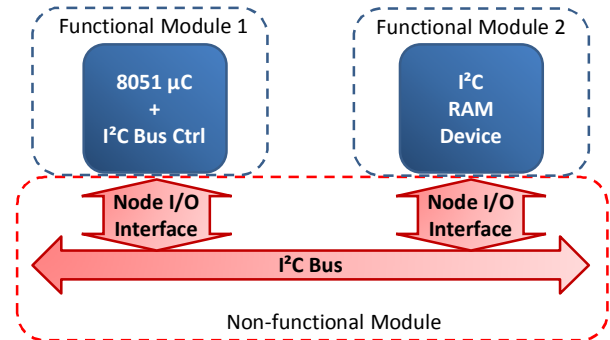 Functional Module 1
Functional Module 2
8051 µC
+
I²C Bus Ctrl
I²C
RAM
Device
Node I/O
Interface
Node I/O
Interface
I²C Bus
Non-functional Module